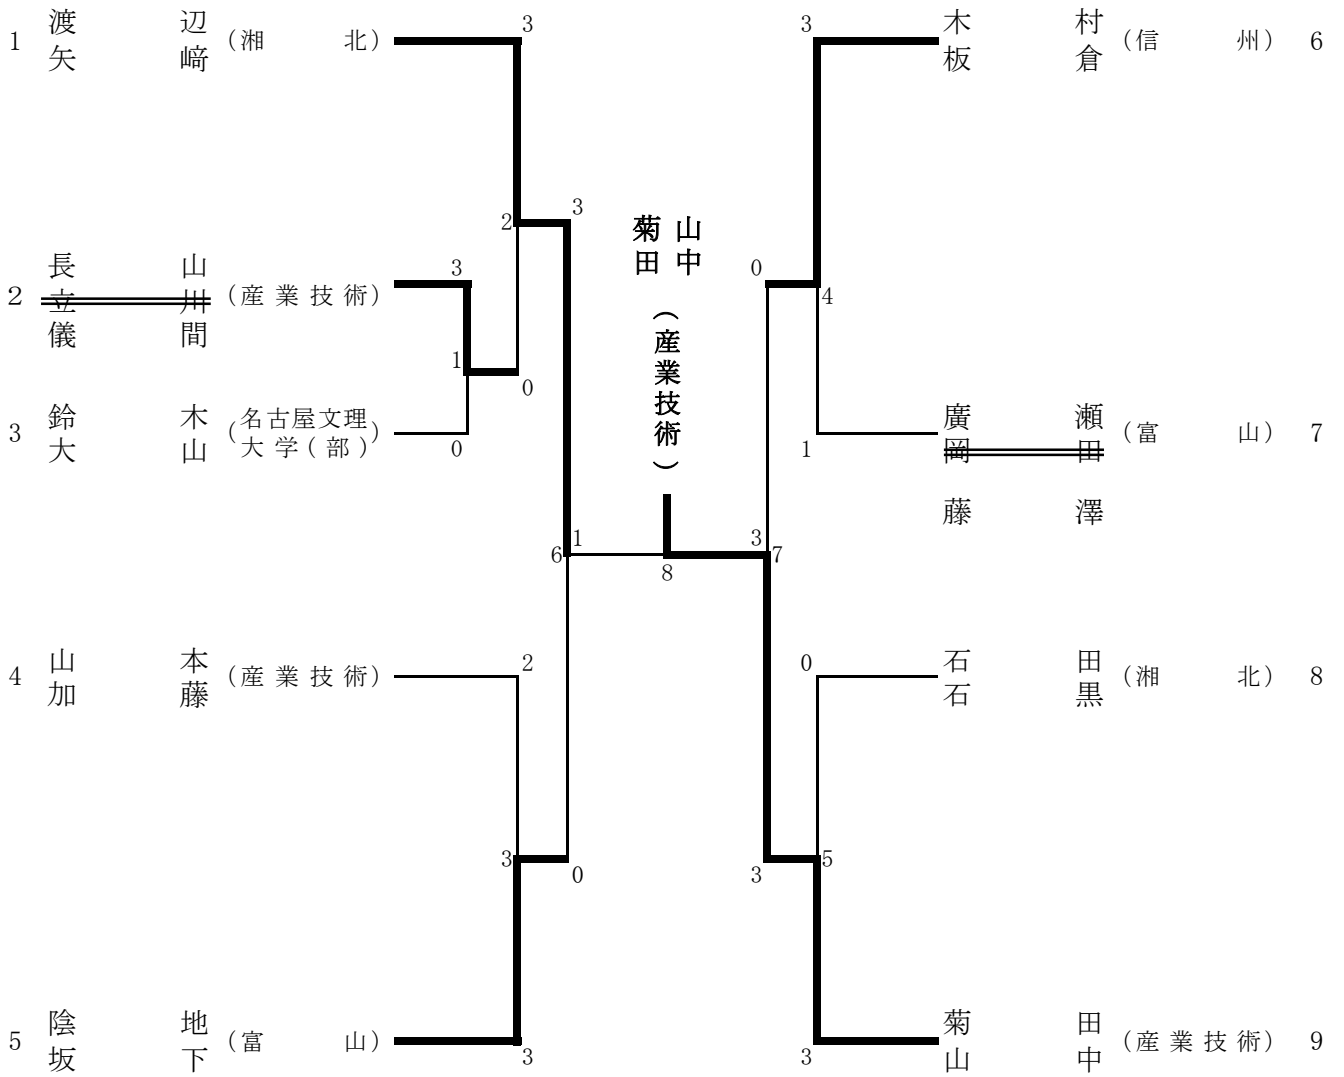 1 渡辺 矢﨑 (湘北) 3
2 長山 立川 儀間 (産業技術) 3
3 鈴木 大山 (名古屋文理大学(部)) 0
1
2
0
3
4 山本 加藤 (産業技術) 2
5 陰地 坂下 (富山) 3
3
0
6
1
菊田
山中
(産業技術)
8
3
7
0
3
3 木村 板倉 (信州) 6
4
1 廣瀬 岡田 藤澤 (富山) 7
0 石田 石黒 (湘北) 8
5
3 菊田 山中 (産業技術) 9